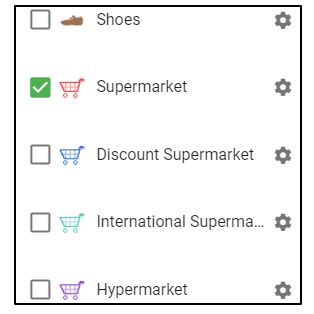 Shoes
Supermarket
Discount Supermarket
International Superma...
Hypermarket